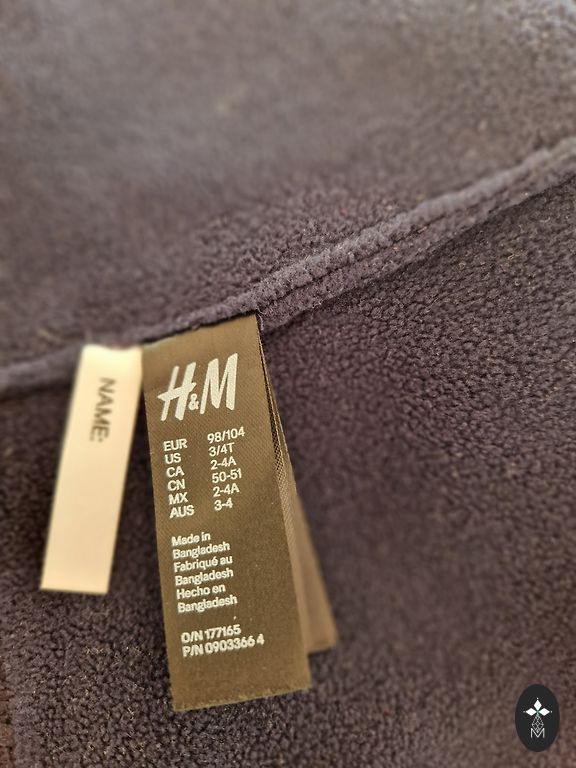 NAME:
H&M
EUR 98/104
US 3/4T
CA 2-4A
CN 50-51
MX 2-4A
AUS 3-4
Made in
Bangladesh
Fabriqué au
Bangladesh
Hecho en
Bangladesh
O/N 177165
P/N 0903366 4
M